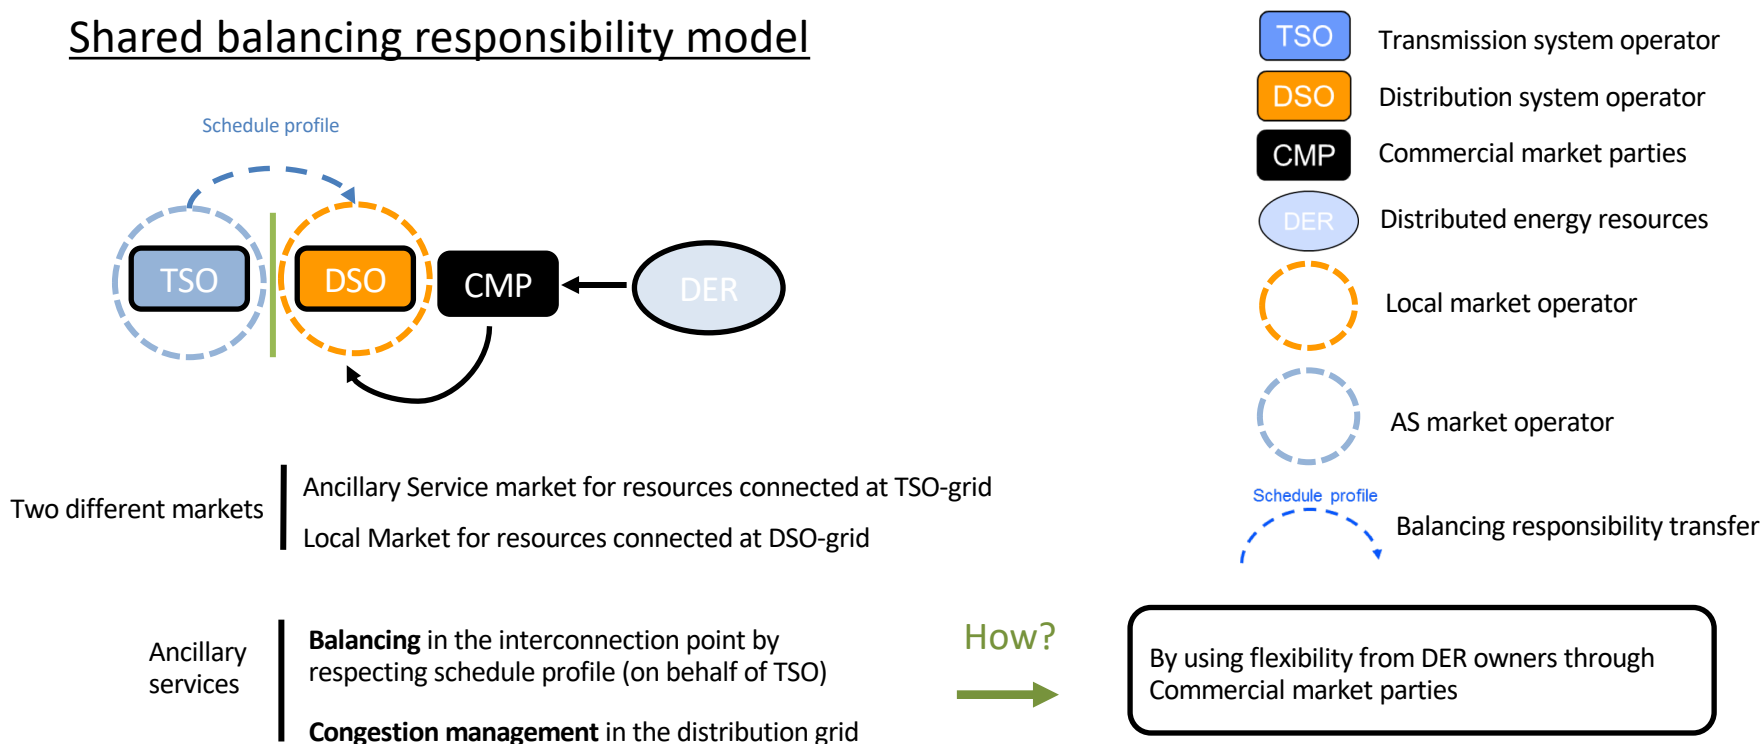 Shared balancing responsibility model
Schedule profile
TSO
DSO
CMP
DER
TSO Transmission system operator
DSO Distribution system operator
CMP Commercial market parties
DER Distributed energy resources
Local market operator
AS market operator
Schedule profile
Balancing responsibility transfer
Two different markets
Ancillary Service market for resources connected at TSO-grid
Local Market for resources connected at DSO-grid
Ancillary
services
Balancing in the interconnection point by
respecting schedule profile (on behalf of TSO)
Congestion management in the distribution grid
How?
By using flexibility from DER owners through
Commercial market parties